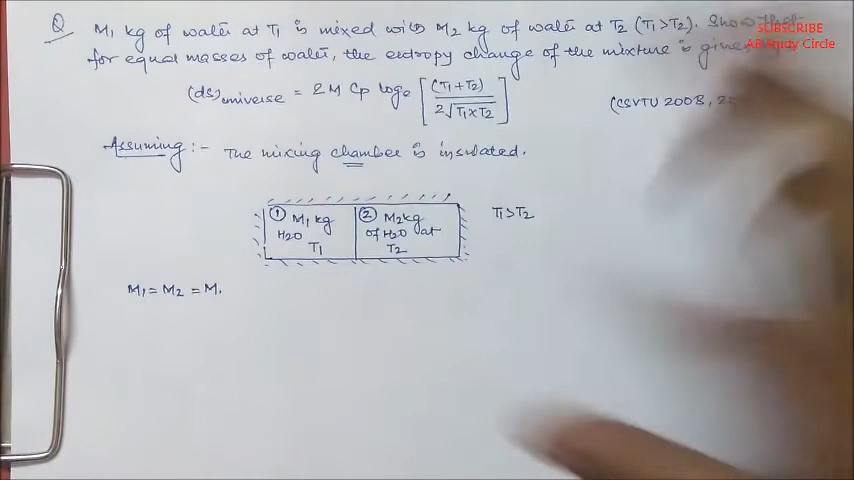 Q M1 kg of water at T1 is mixed with M2 kg of water at T2 (T1>T2). Show that
for equal masses of water, the entropy change of the mixture is given
(ds)universe = 2 M Cp loge [(T1+T2) / 2√T1×T2]
(CSVTU 2008,
Assuming :- The mixing chamber is insulated.
① M1 kg
H2O
T1
② M2 kg
of H2O at
T2
T1>T2
M1 = M2 = M.
SUBSCRIBE
AB Study Circle